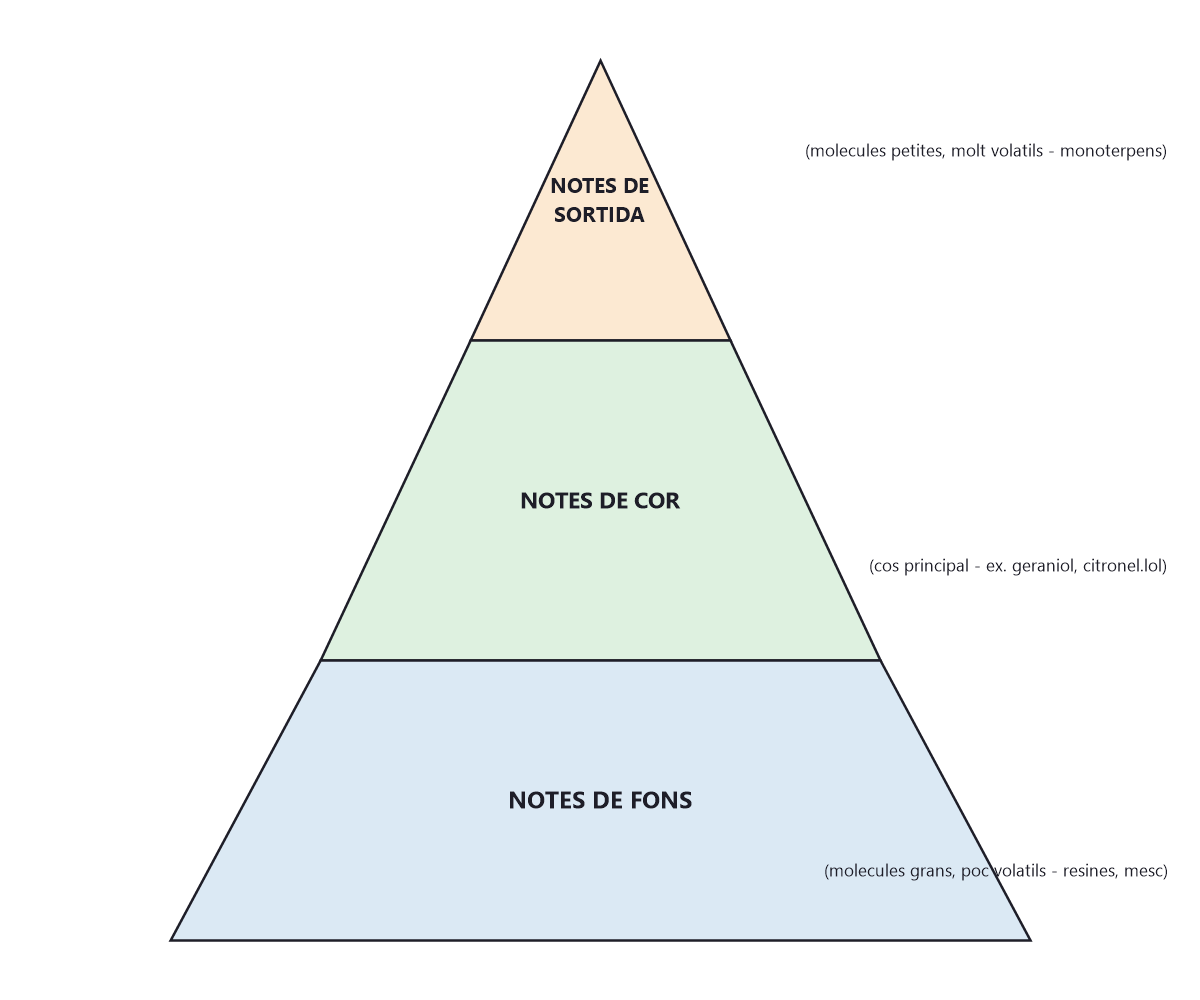 (molecules petites, molt volatils - monoterpens)
NOTES DE
SORTIDA
NOTES DE COR
(cos principal - ex. geraniol, citronel.lol)
NOTES DE FONS
(molecules grans, poc volatils - resines, mesc)